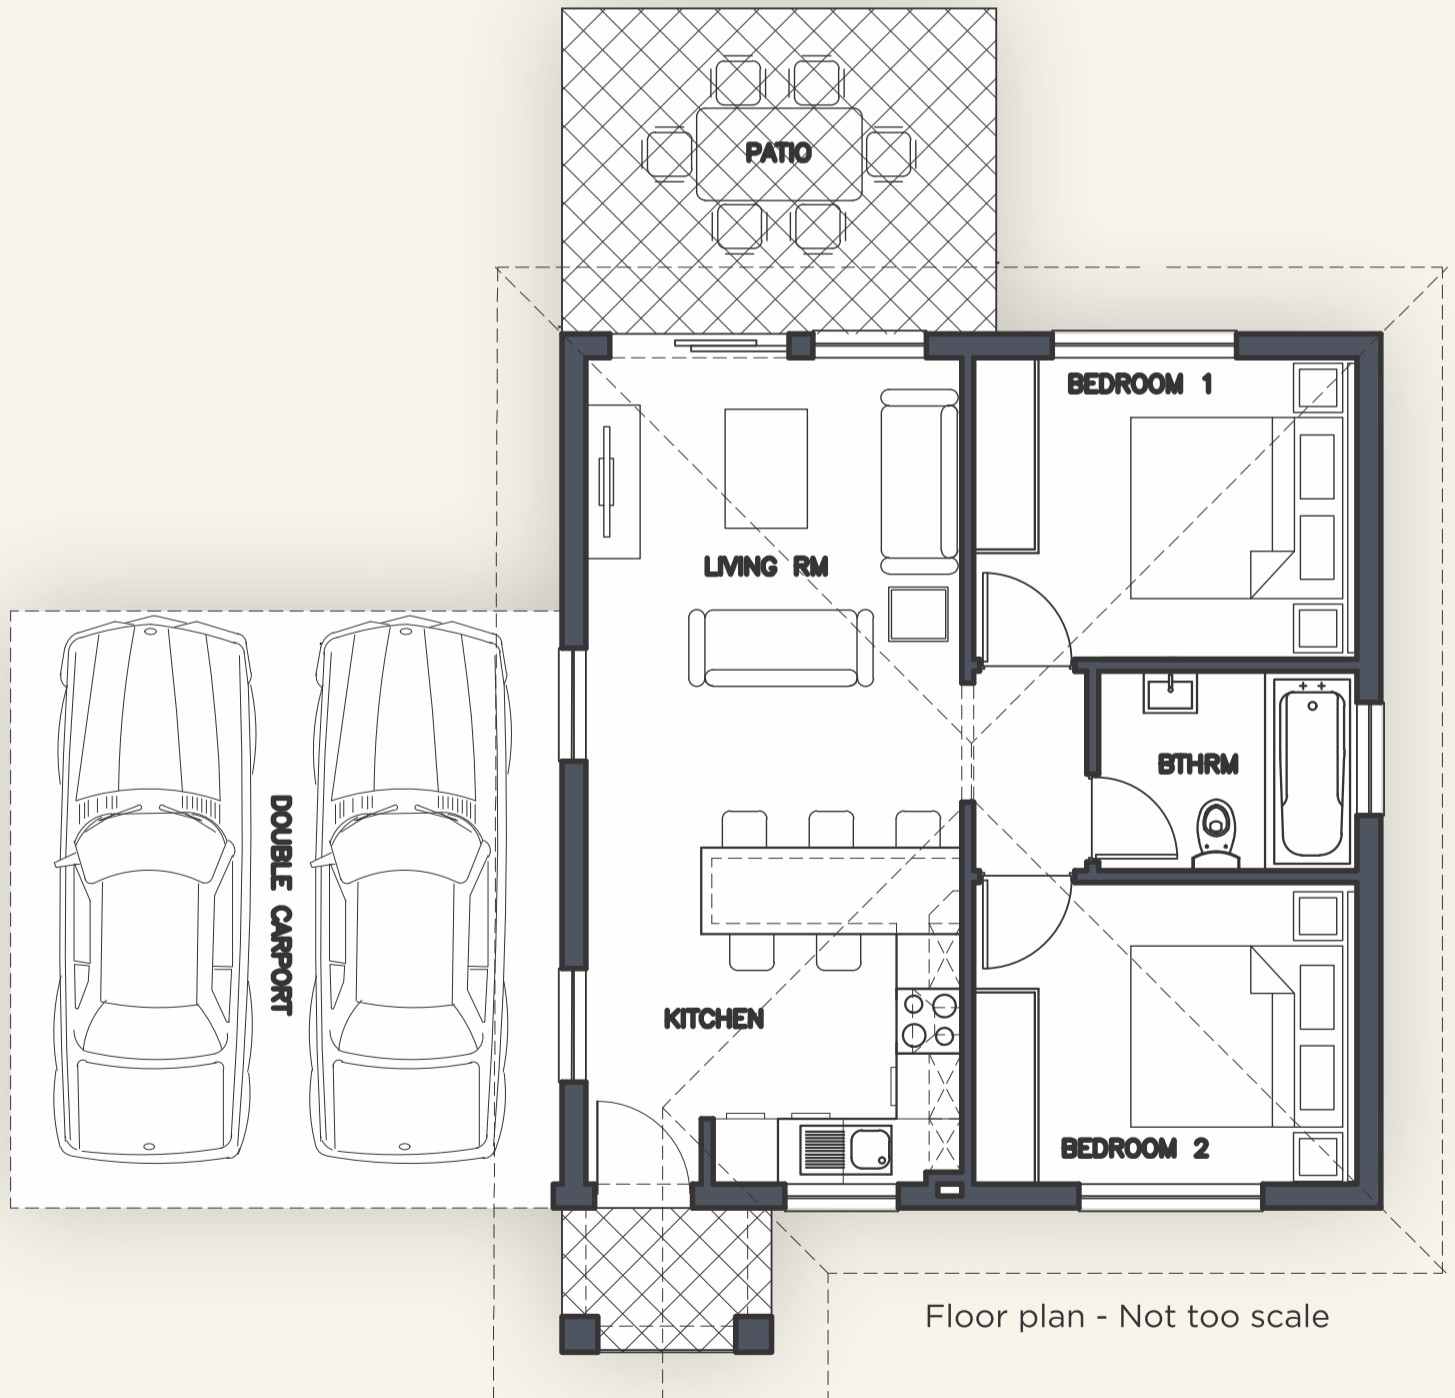 PATIO
BEDROOM 1
LIVING RM
BTHRM
DOUBLE CARPORT
KITCHEN
BEDROOM 2
Floor plan - Not too scale